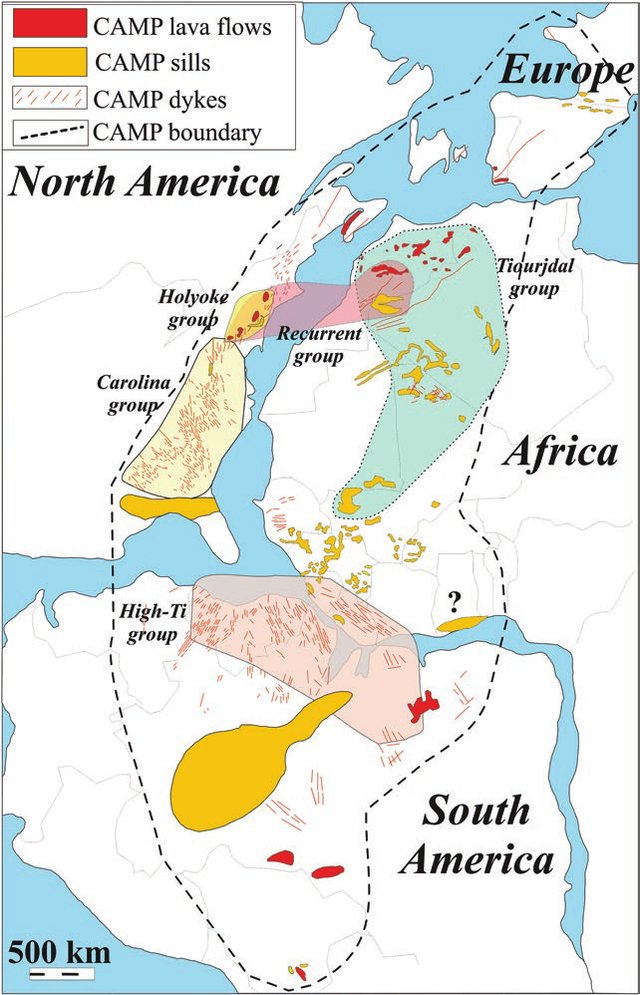 CAMP lava flows
CAMP sills
CAMP dykes
CAMP boundary
Europe
North America
Tiourjdal
group
Holyoke
group
Recurrent
group
Carolina
group
Africa
High-Ti
group
?
South
America
500 km